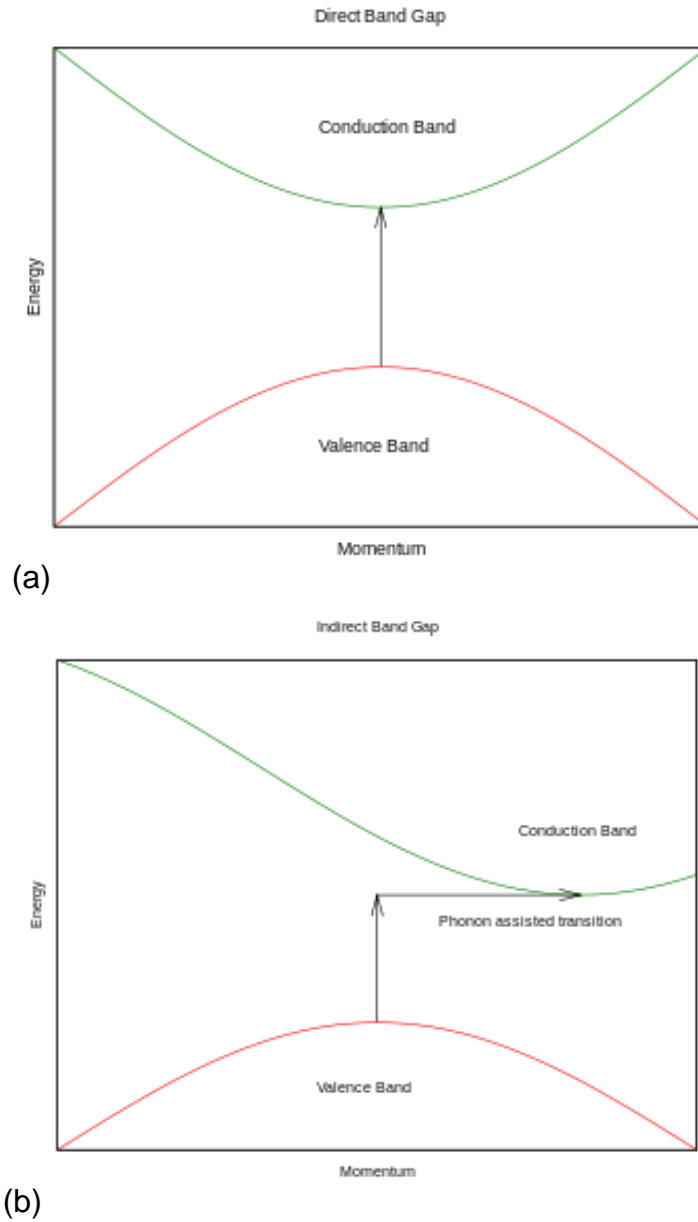 Direct Band Gap
Conduction Band
Energy
Valence Band
Momentum
(a)
Indirect Band Gap
Conduction Band
Energy
Phonon assisted transition
Valence Band
Momentum
(b)